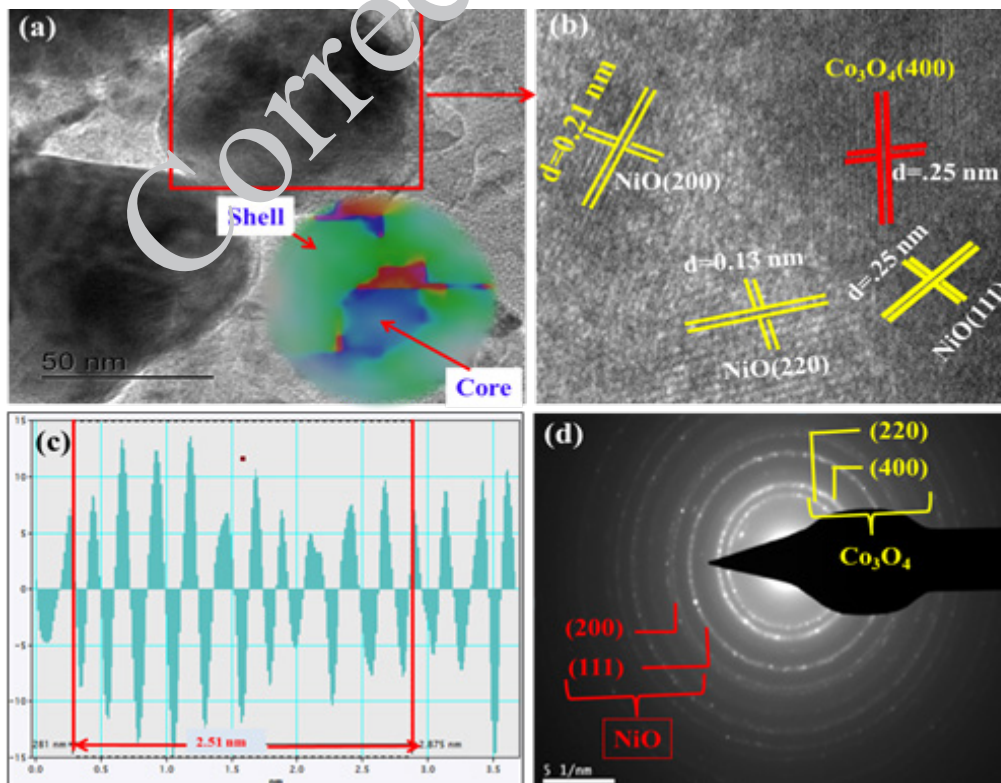 (a)
Corre
Shell
Core
50 nm
(b)
d=0.21 nm
NiO(200)
Co₃O₄(400)
d=.25 nm
d=0.13 nm
NiO(220)
d=.25 nm
NiO(111)
(c)
15
10
5
0
-5
-10
-15
281 nm
2.51 nm
2.875 nm
0.0 0.5 1.0 1.5 2.0 2.5 3.0 3.5
nm
(d)
(220)
(400)
Co₃O₄
(200)
(111)
NiO
5 1/nm